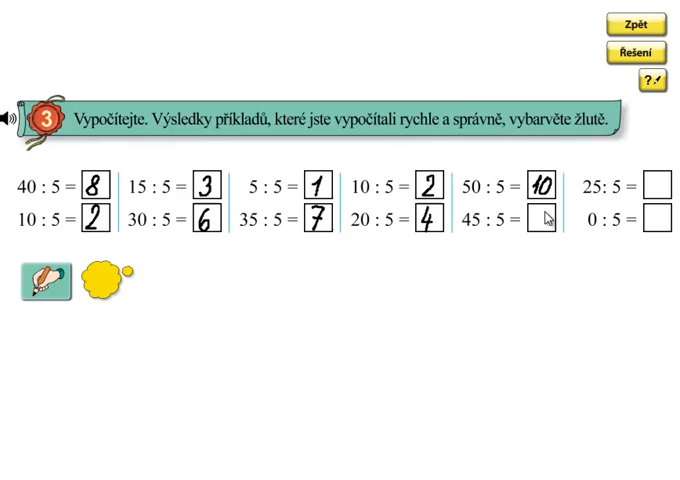 Zpět
Řešení
?
3 Vypočítejte. Výsledky příkladů, které jste vypočítali rychle a správně, vybarvěte žlutě.
40 : 5 = 8 15 : 5 = 3 5 : 5 = 1 10 : 5 = 2 50 : 5 = 10 25: 5 =
10 : 5 = 2 30 : 5 = 6 35 : 5 = 7 20 : 5 = 4 45 : 5 = 0 : 5 =